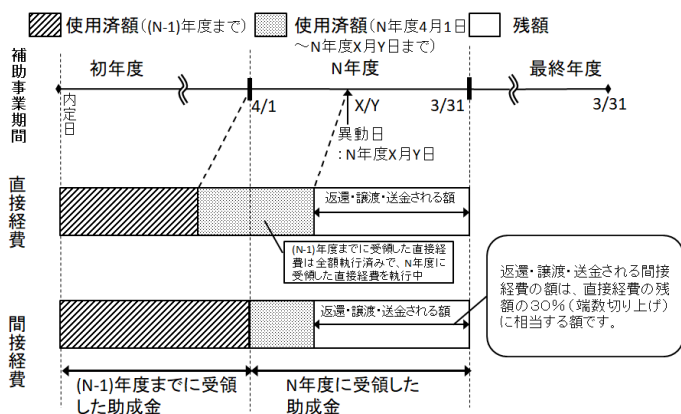 使用済額((N-1)年度まで)
使用済額(N年度4月1日
～N年度X月Y日まで)
残額
補助事業期間
初年度
N年度
最終年度
内定日
4/1
X/Y
3/31
3/31
異動日
:N年度X月Y日
直接経費
返還・譲渡・送金される額
(N-1)年度までに受領した直接経
費は全額執行済みで、N年度に
受領した直接経費を執行中
返還・譲渡・送金される間接
経費の額は、直接経費の残
額の30%(端数切り上げ)
に相当する額です。
間接経費
返還・譲渡・送金される額
(N-1)年度までに受領
した助成金
N年度に受領した
助成金